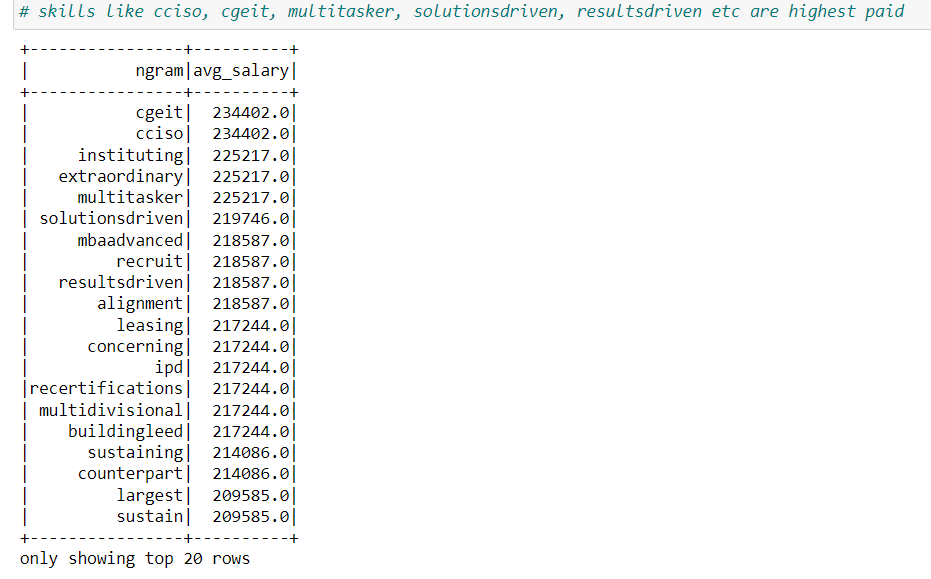 # skills like cciso, cgeit, multitasker, solutionsdriven, resultsdriven etc are highest paid
+----------------+----------+
|           ngram|avg_salary|
+----------------+----------+
|           cgeit|  234402.0|
|           cciso|  234402.0|
|     instituting|  225217.0|
|   extraordinary|  225217.0|
|     multitasker|  225217.0|
| solutionsdriven|  219746.0|
|     mbaadvanced|  218587.0|
|         recruit|  218587.0|
|   resultsdriven|  218587.0|
|       alignment|  218587.0|
|         leasing|  217244.0|
|      concerning|  217244.0|
|             ipd|  217244.0|
|recertifications|  217244.0|
| multidivisional|  217244.0|
|    buildingleed|  217244.0|
|      sustaining|  214086.0|
|     counterpart|  214086.0|
|         largest|  209585.0|
|         sustain|  209585.0|
+----------------+----------+
only showing top 20 rows